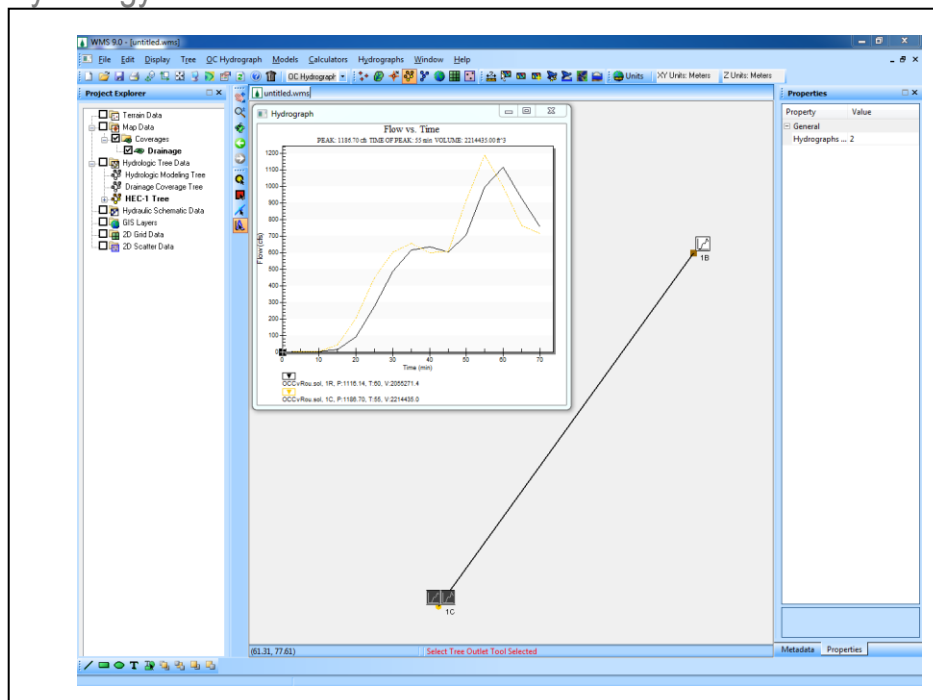 WMS 9.0 - [untitled.wms]
File Edit Display Tree OC Hydrograph Models Calculators Hydrographs Window Help
OC Hydrograph Units XY Units: Meters Z Units: Meters
Project Explorer
Terrain Data
Map Data
Coverages
Drainage
Hydrologic Tree Data
Hydrologic Modeling Tree
Drainage Coverage Tree
HEC-1 Tree
Hydraulic Schematic Data
GIS Layers
2D Grid Data
2D Scatter Data
untitled.wms
Hydrograph
Flow vs. Time
PEAK: 1186.70 cfs TIME OF PEAK: 55 min VOLUME: 2214435.00 ft^3
Flow (cfs)
1200
1100
1000
900
800
700
600
500
400
300
200
100
0
0 10 20 30 40 50 60 70
Time (min)
OCCvRou.sol, 1R, P:1116.14, T:60, V:2056271.4
OCCvRou.sol, 1C, P:1186.70, T:55, V:2214435.0
1B
1C
Properties
Property Value
General
Hydrographs ... 2
(61.31, 77.61) Select Tree Outlet Tool Selected
Metadata Properties
T